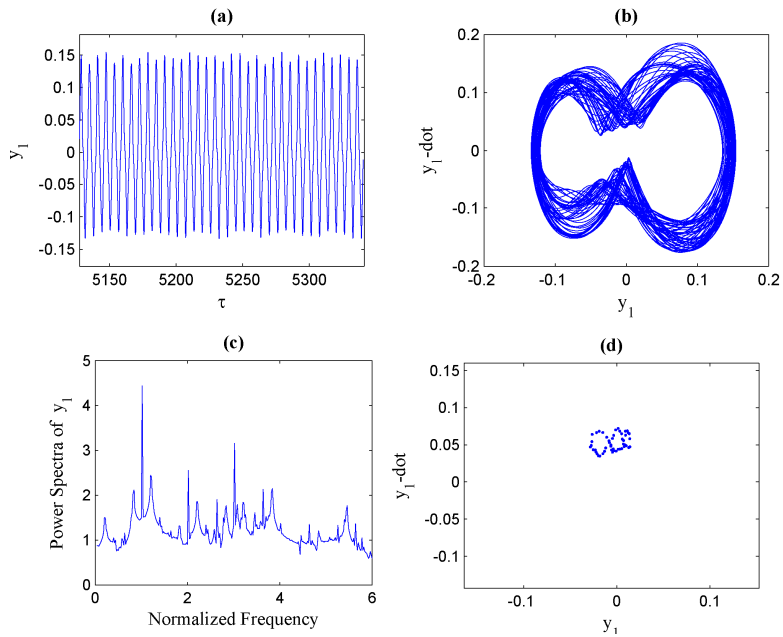 (a)
y1
0.15
0.1
0.05
0
-0.05
-0.1
-0.15
5150 5200 5250 5300
τ
(b)
y1-dot
0.2
0.1
0
-0.1
-0.2
-0.2 -0.1 0 0.1 0.2
y1
(c)
Power Spectra of y1
5
4
3
2
1
0
0 2 4 6
Normalized Frequency
(d)
y1-dot
0.15
0.1
0.05
0
-0.05
-0.1
-0.1 0 0.1
y1